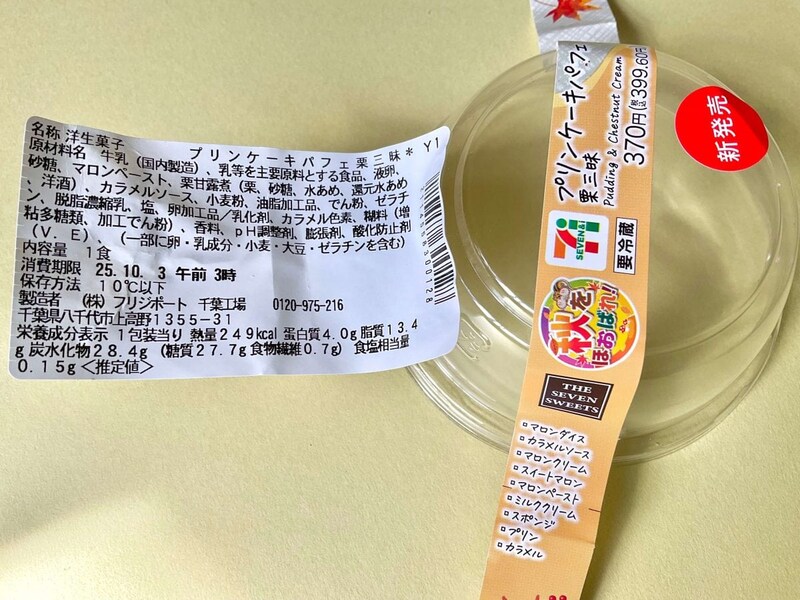 プリンケーキパフェ栗三昧* Y1
名称 洋生菓子
原材料名 牛乳(国内製造)、乳等を主要原料とする食品、液卵、
砂糖、マロンペースト、栗甘露煮(栗、砂糖、水あめ、還元水あめ
、洋酒)、カラメルソース、小麦粉、油脂加工品、でん粉、ゼラチ
ン、脱脂濃縮乳、塩、卵加工品/乳化剤、カラメル色素、糊料(増
粘多糖類、加工でん粉)、香料、pH調整剤、膨張剤、酸化防止剤
(V.E)、(一部に卵・乳成分・小麦・大豆・ゼラチンを含む)
内容量 1食
消費期限 25.10. 3 午前 3時
保存方法 10℃以下
製造者 (株)フリジポート 千葉工場 0120-975-216
千葉県八千代市上高野1355-31
栄養成分表示 1包装当り 熱量249kcal 蛋白質4.0g 脂質13.4
g 炭水化物28.4g (糖質27.7g 食物繊維0.7g) 食塩相当量
0.15g<推定値>
プリンケーキパフェ
栗三昧
Pudding & Chestnut Cream
370円(税込399.60円)
新発売
7i
SEVEN&i
要冷蔵
秋を
ほおばれ!!
THE
SEVEN
SWEETS
マロンダイス
カラメルソース
マロンクリーム
スイートマロン
マロンペースト
ミルククリーム
スポンジ
プリン
カラメル